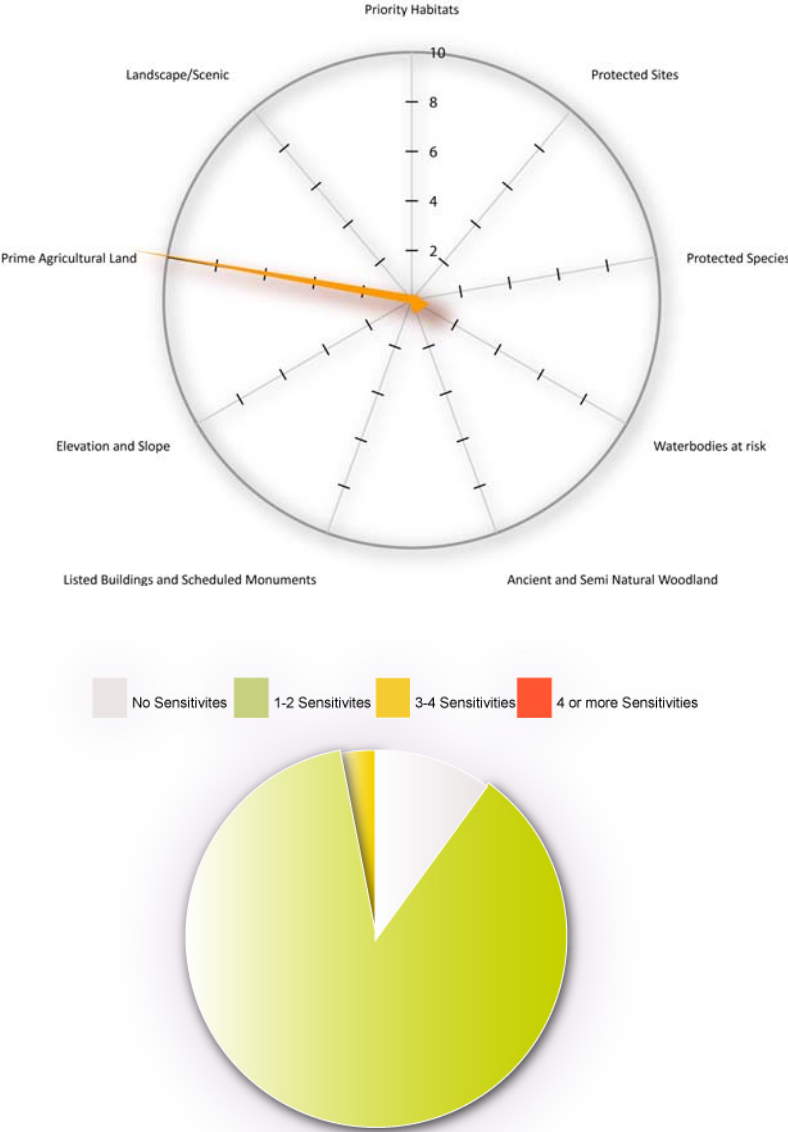 Priority Habitats
10
Landscape/Scenic
Protected Sites
8
6
4
2
Prime Agricultural Land
Protected Species
Elevation and Slope
Waterbodies at risk
Listed Buildings and Scheduled Monuments
Ancient and Semi Natural Woodland
No Sensitivites
1-2 Sensitivites
3-4 Sensitivities
4 or more Sensitivities